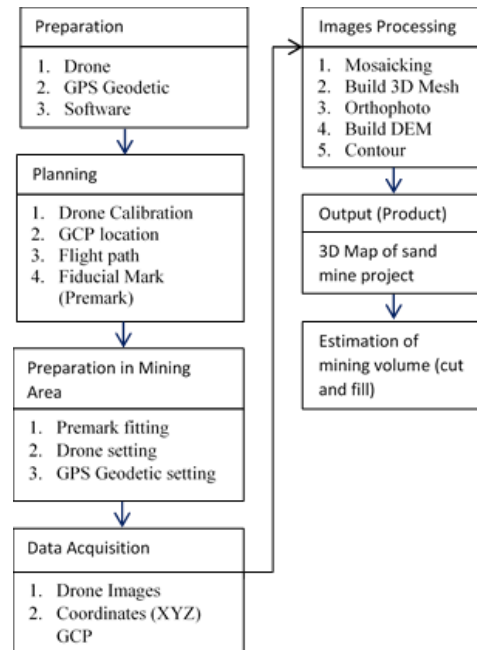 Preparation
1. Drone
2. GPS Geodetic
3. Software
Planning
1. Drone Calibration
2. GCP location
3. Flight path
4. Fiducial Mark
(Premark)
Preparation in Mining
Area
1. Premark fitting
2. Drone setting
3. GPS Geodetic setting
Data Acquisition
1. Drone Images
2. Coordinates (XYZ)
GCP
Images Processing
1. Mosaicking
2. Build 3D Mesh
3. Orthophoto
4. Build DEM
5. Contour
Output (Product)
3D Map of sand
mine project
Estimation of
mining volume (cut
and fill)